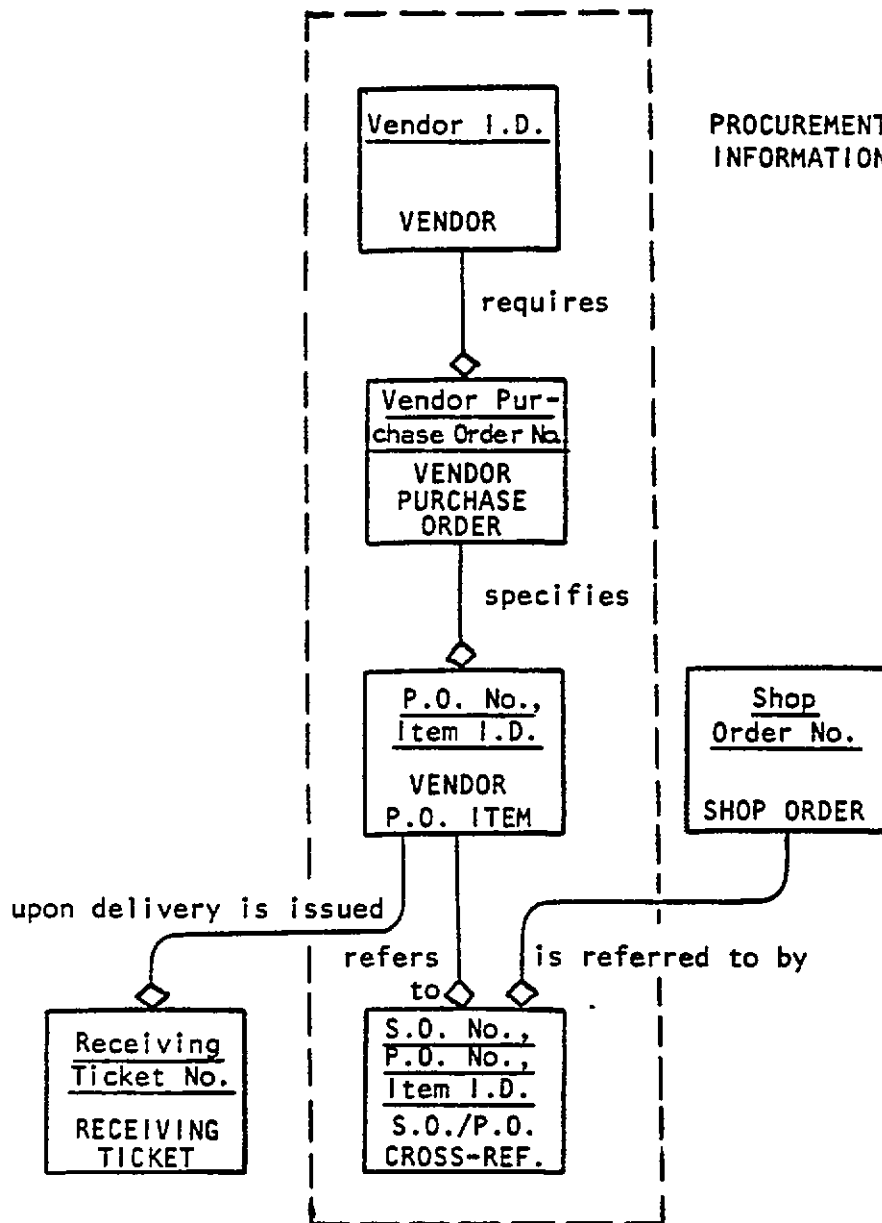 Vendor I.D.
VENDOR
PROCUREMENT
INFORMATION
requires
Vendor Pur-
chase Order No.
VENDOR
PURCHASE
ORDER
specifies
P.O. No.,
Item I.D.
VENDOR
P.O. ITEM
Shop
Order No.
SHOP ORDER
upon delivery is issued
refers
to
is referred to by
Receiving
Ticket No.
RECEIVING
TICKET
S.O. No.,
P.O. No.,
Item I.D.
S.O./P.O.
CROSS-REF.